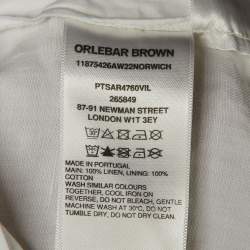 ORLEBAR BROWN
11875426AW22NORWICH
PTSAR4760VIL
265849
87-91 NEWMAN STREET
LONDON W1T 3EY
MADE IN PORTUGAL
MAIN: 100% LINEN, LINING: 100%
COTTON
WASH SIMILAR COLOURS
TOGETHER, COOL IRON ON
REVERSE, DO NOT BLEACH, GENTLE
MACHINE WASH AT 30°C, DO NOT
TUMBLE DRY, DO NOT DRY CLEAN.